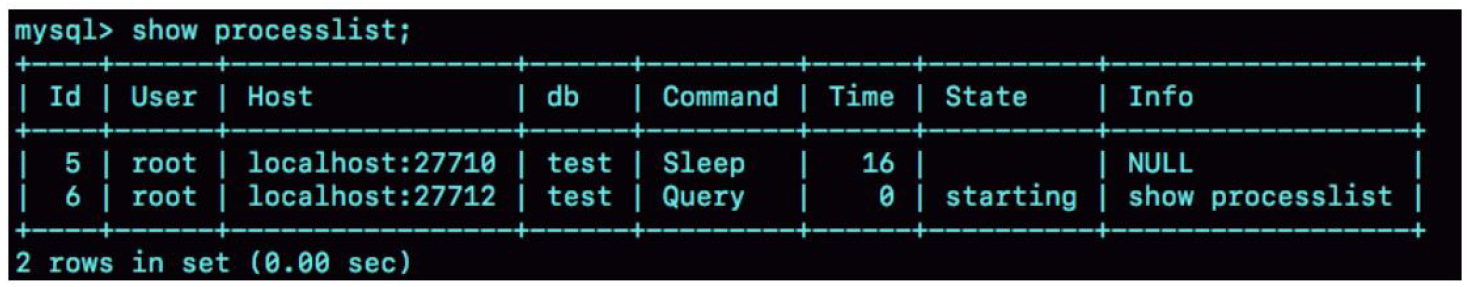 mysql> show processlist;
+----+------+-----------------+------+---------+------+----------+------------------+
| Id | User | Host            | db   | Command | Time | State    | Info             |
+----+------+-----------------+------+---------+------+----------+------------------+
|  5 | root | localhost:27710 | test | Sleep   |   16 |          | NULL             |
|  6 | root | localhost:27712 | test | Query   |    0 | starting | show processlist |
+----+------+-----------------+------+---------+------+----------+------------------+
2 rows in set (0.00 sec)